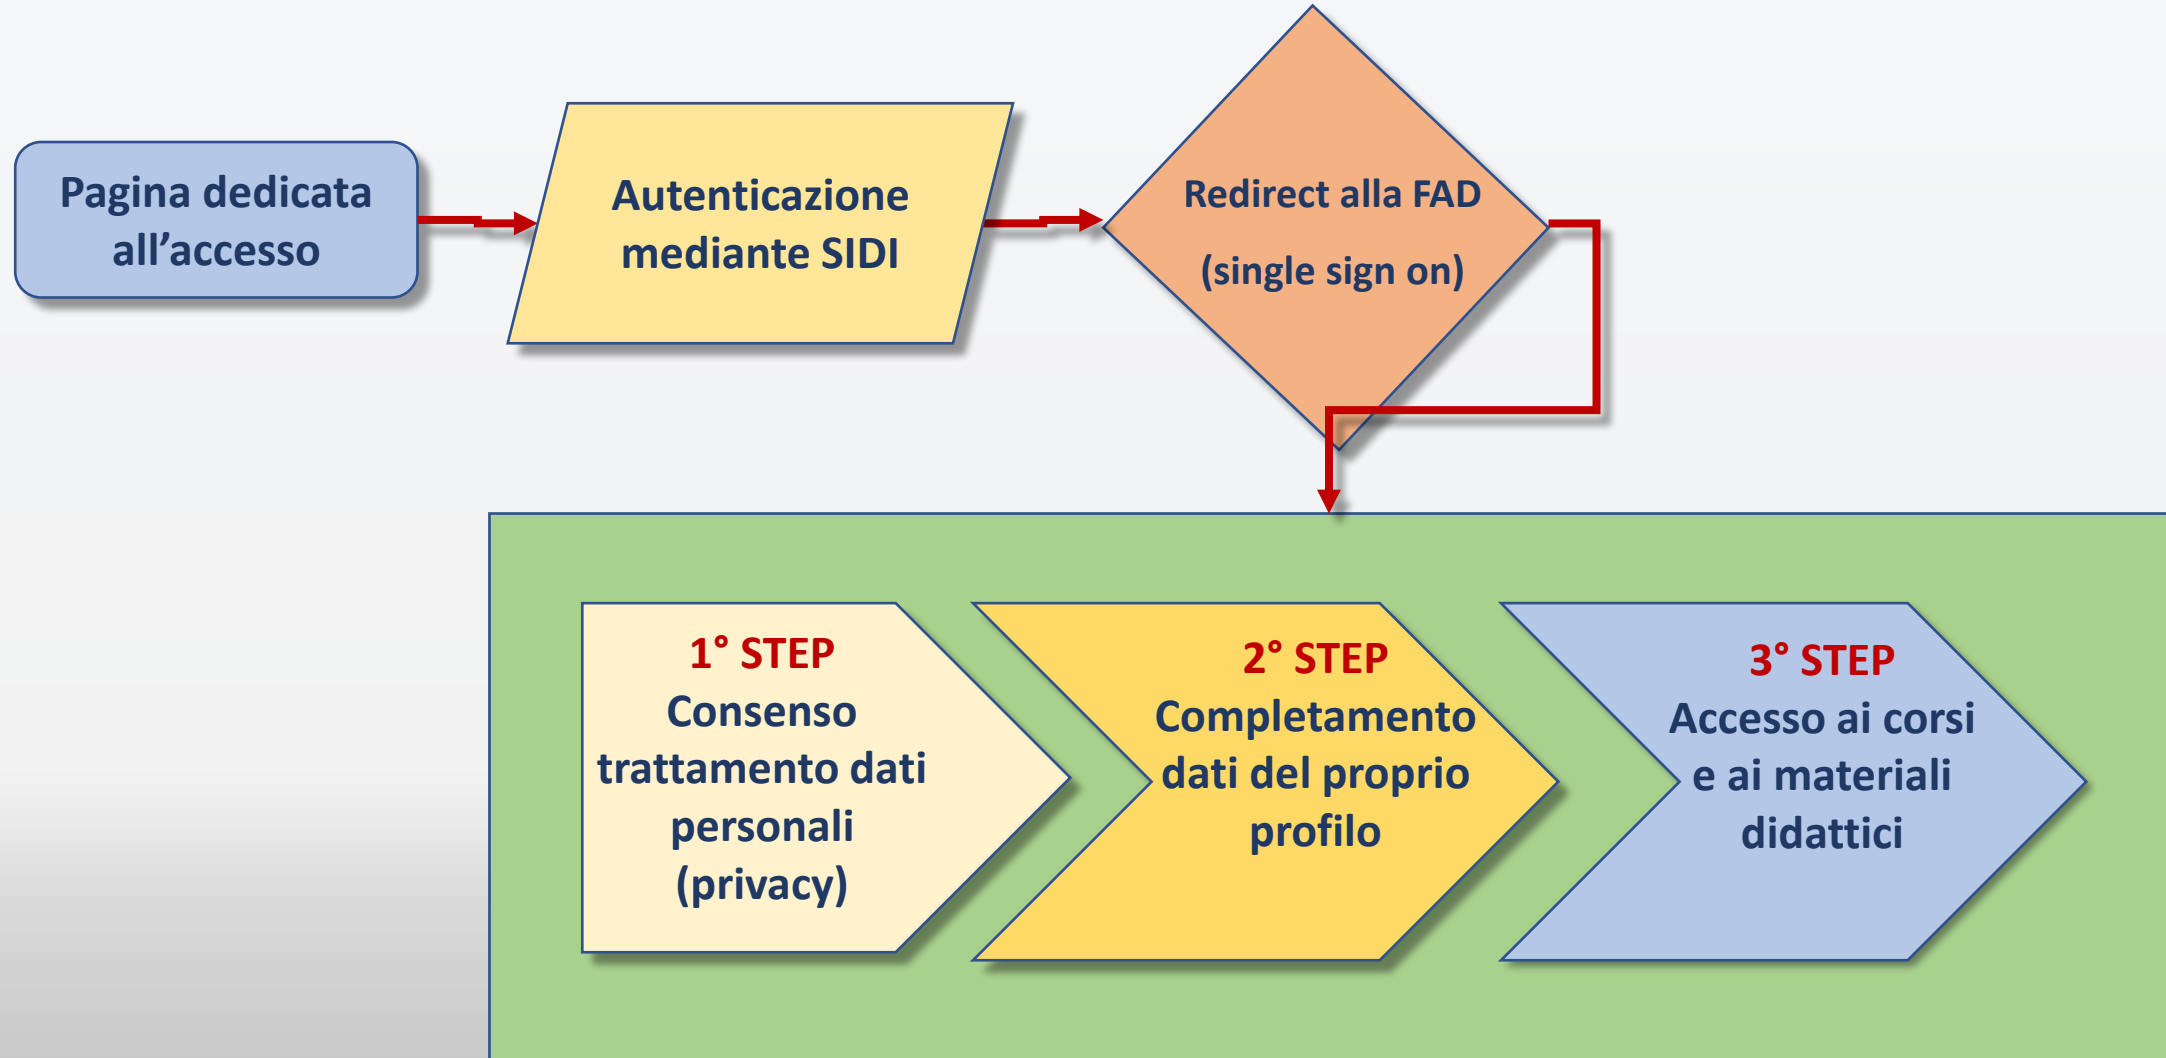 Pagina dedicata
all’accesso
Autenticazione
mediante SIDI
Redirect alla FAD
(single sign on)
1° STEP
Consenso
trattamento dati
personali
(privacy)
2° STEP
Completamento
dati del proprio
profilo
3° STEP
Accesso ai corsi
e ai materiali
didattici